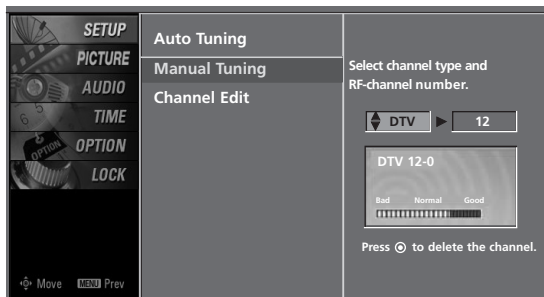 SETUP
PICTURE
AUDIO
TIME
OPTION
LOCK
Move MENU Prev
Auto Tuning
Manual Tuning
Channel Edit
Select channel type and
RF-channel number.
DTV 12
DTV 12-0
Bad Normal Good
Press to delete the channel.